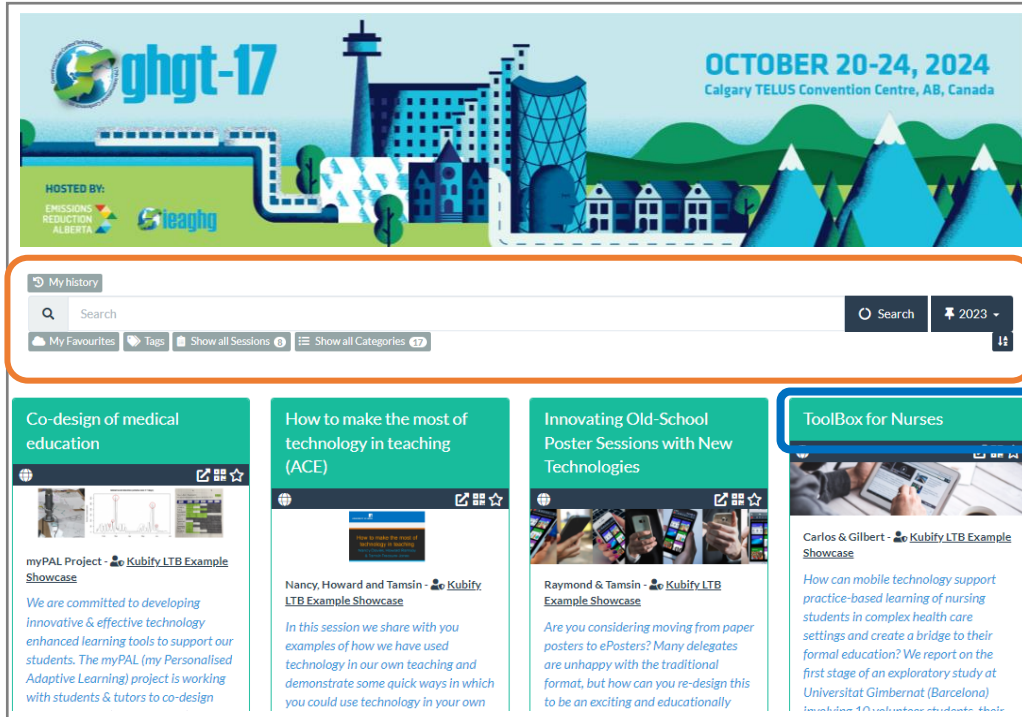 ghgt-17
OCTOBER 20-24, 2024
Calgary TELUS Convention Centre, AB, Canada
HOSTED BY:
EMISSIONS
REDUCTION
ALBERTA
ieaghg
My history
Search
Search
2023
My Favourites
Tags
Show all Sessions 8
Show all Categories 17
Co-design of medical
education
myPAL Project - Kubify LTB Example
Showcase
We are committed to developing
innovative & effective technology
enhanced learning tools to support our
students. The myPAL (my Personalised
Adaptive Learning) project is working
with students & tutors to co-design
How to make the most of
technology in teaching
(ACE)
How to make the most of
technology in teaching
Nancy, Howard and Tamsin - Kubify
LTB Example Showcase
In this session we share with you
examples of how we have used
technology in our own teaching and
demonstrate some quick ways in which
you could use technology in your own
Innovating Old-School
Poster Sessions with New
Technologies
Raymond & Tamsin - Kubify LTB
Example Showcase
Are you considering moving from paper
posters to ePosters? Many delegates
are unhappy with the traditional
format, but how can you re-design this
to be an exciting and educationally
ToolBox for Nurses
Carlos & Gilbert - Kubify LTB Example
Showcase
How can mobile technology support
practice-based learning of nursing
students in complex health care
settings and create a bridge to their
formal education? We report on the
first stage of an exploratory study at
Universitat Gimbernat (Barcelona)
involving 10 volunteer students, their